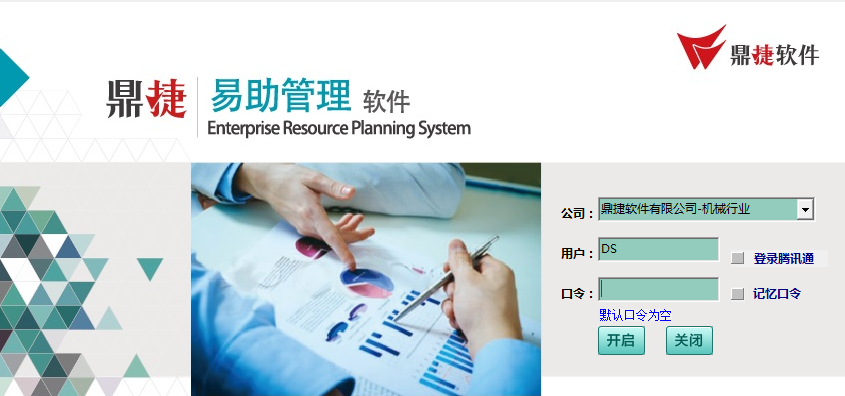 鼎捷软件
鼎捷 易助管理 软件
Enterprise Resource Planning System
公司： 鼎捷软件有限公司-机械行业
用户： DS 登录腾讯通
口令： 记忆口令
默认口令为空
开启 关闭